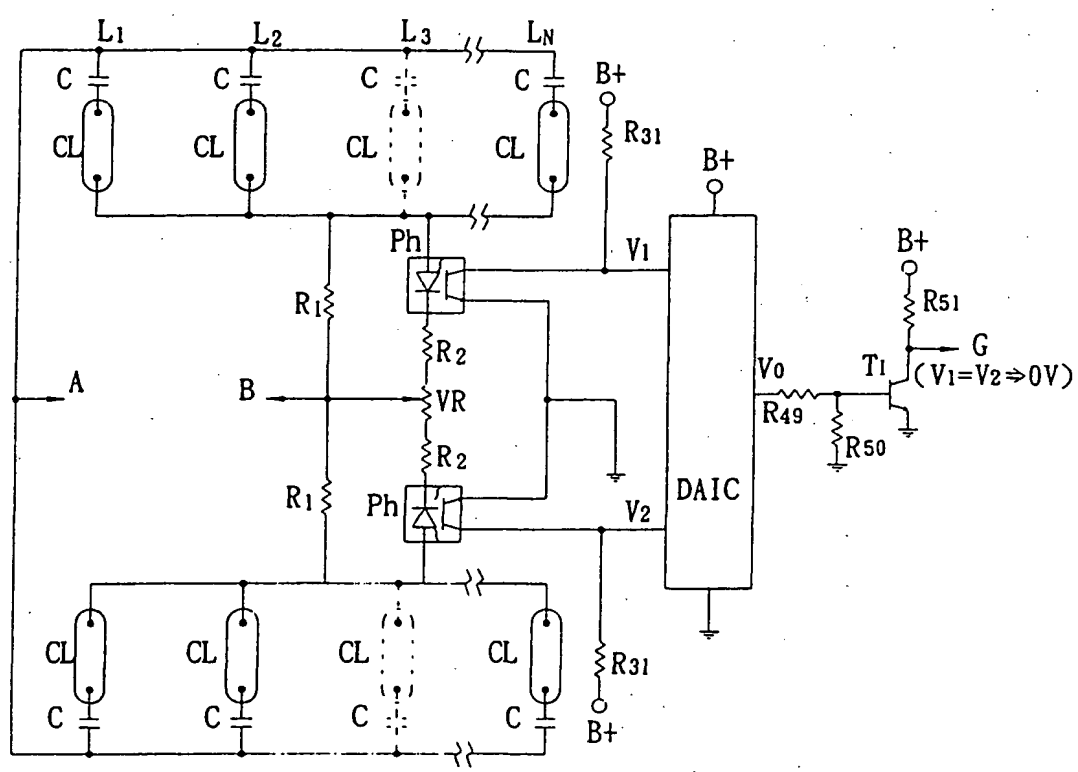 L1 L2 L3 LN
C C C C
B+
CL CL CL CL
R31
B+
Ph
V1
B+
R1
R51
R2
A B VR
V0 T1 G
(V1=V2⇒0V)
R49
R50
R2
R1 Ph
DAIC
V2
CL CL CL CL
R31
C C C C
B+